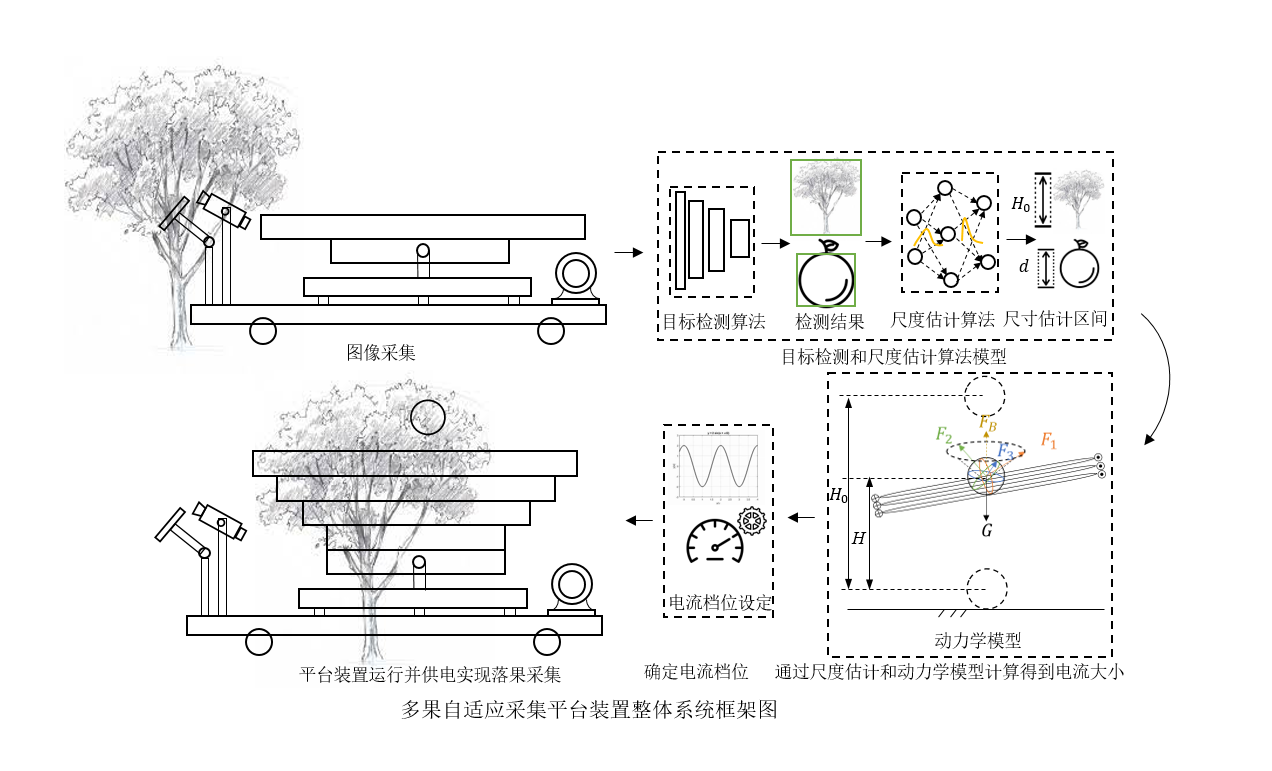 图像采集
目标检测算法
检测结果
尺度估计算法
尺寸估计区间
H₀
d
目标检测和尺度估计算法模型
F_B
F₂
F₁
F₃
H₀
H
G
动力学模型
通过尺度估计和动力学模型计算得到电流大小
电流档位设定
确定电流档位
平台装置运行并供电实现落果采集
多果自适应采集平台装置整体系统框架图